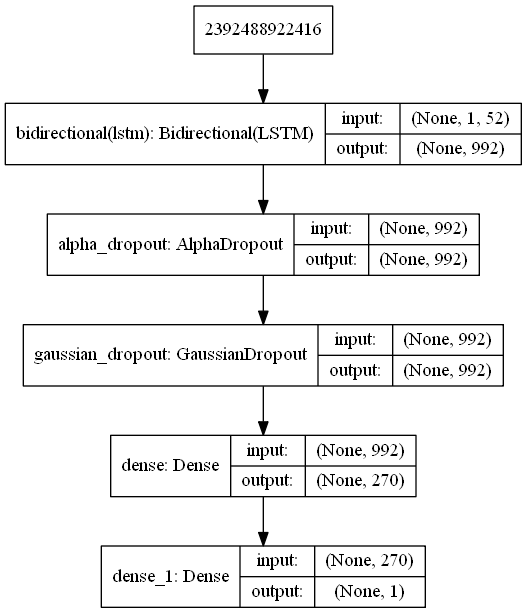 2392488922416
bidirectional(lstm): Bidirectional(LSTM)
input:
(None, 1, 52)
output:
(None, 992)
alpha_dropout: AlphaDropout
input:
(None, 992)
output:
(None, 992)
gaussian_dropout: GaussianDropout
input:
(None, 992)
output:
(None, 992)
dense: Dense
input:
(None, 992)
output:
(None, 270)
dense_1: Dense
input:
(None, 270)
output:
(None, 1)